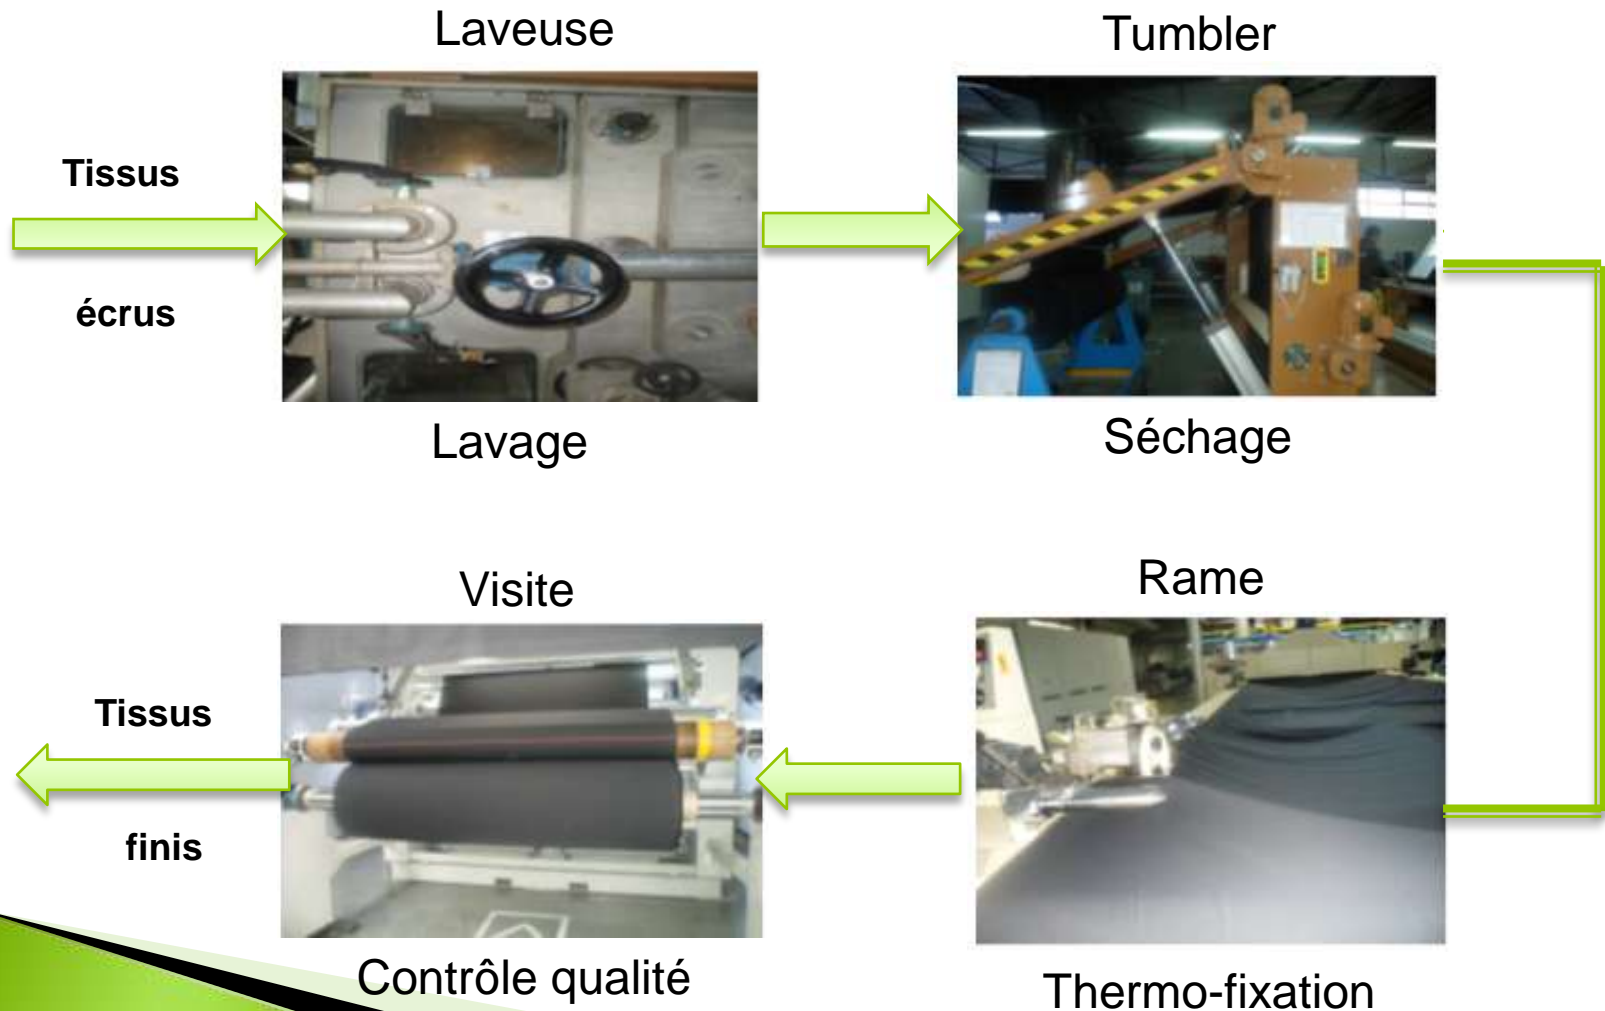 Laveuse
Tumbler
Tissus
écrus
Lavage
Séchage
Visite
Rame
Tissus
finis
Contrôle qualité
Thermo-fixation